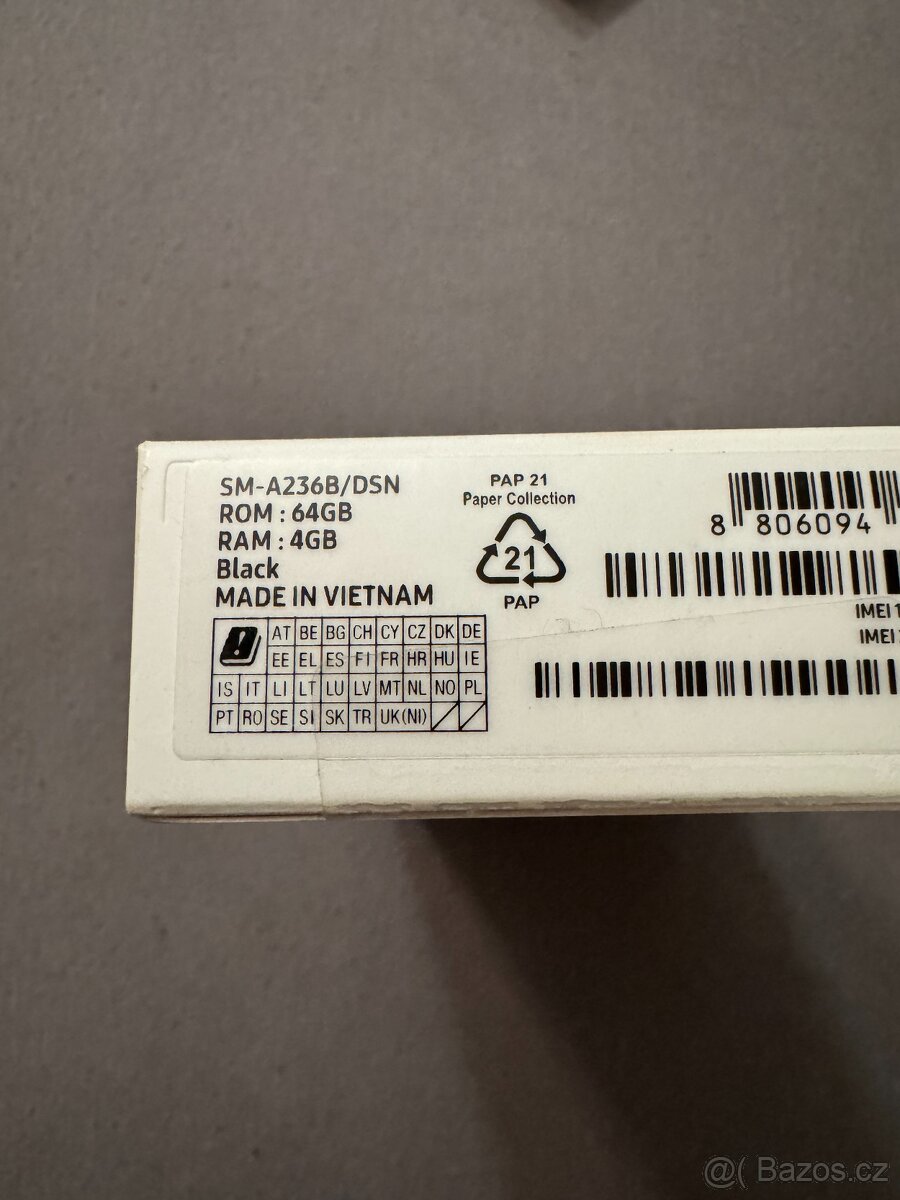 SM-A236B/DSN
ROM : 64GB
RAM : 4GB
Black
MADE IN VIETNAM
AT BE BG CH CY CZ DK DE
EE EL ES FI FR HR HU IE
IS IT LI LT LU LV MT NL NO PL
PT RO SE SI SK TR UK(NI)
PAP 21
Paper Collection
21
PAP
8 806094
IMEI 1
IMEI
@( Bazos.cz